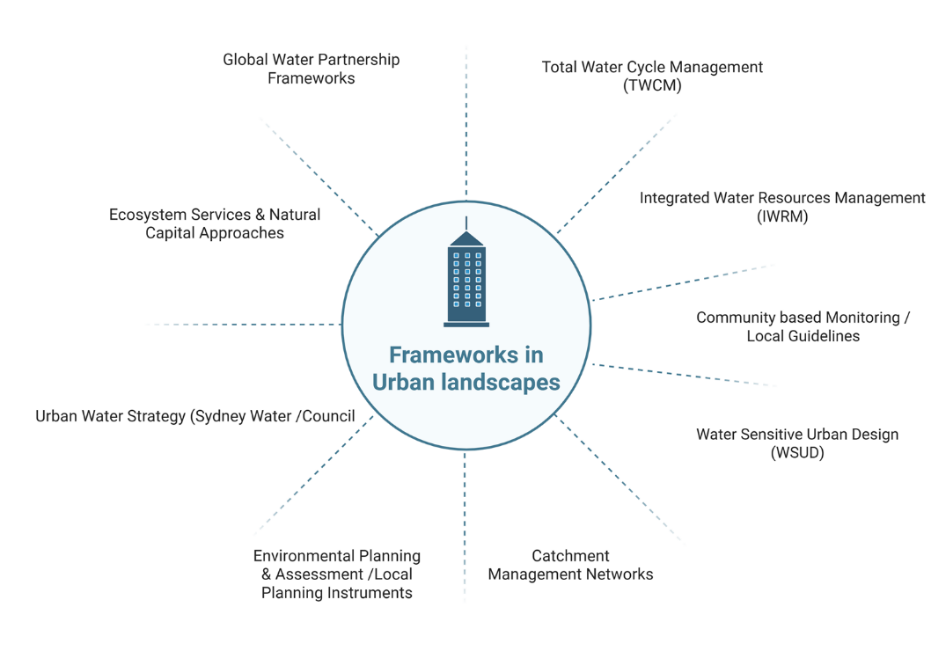 Global Water Partnership
Frameworks
Total Water Cycle Management
(TWCM)
Integrated Water Resources Management
(IWRM)
Ecosystem Services & Natural
Capital Approaches
Community based Monitoring /
Local Guidelines
Frameworks in
Urban landscapes
Urban Water Strategy (Sydney Water /Council
Water Sensitive Urban Design
(WSUD)
Environmental Planning
& Assessment /Local
Planning Instruments
Catchment
Management Networks